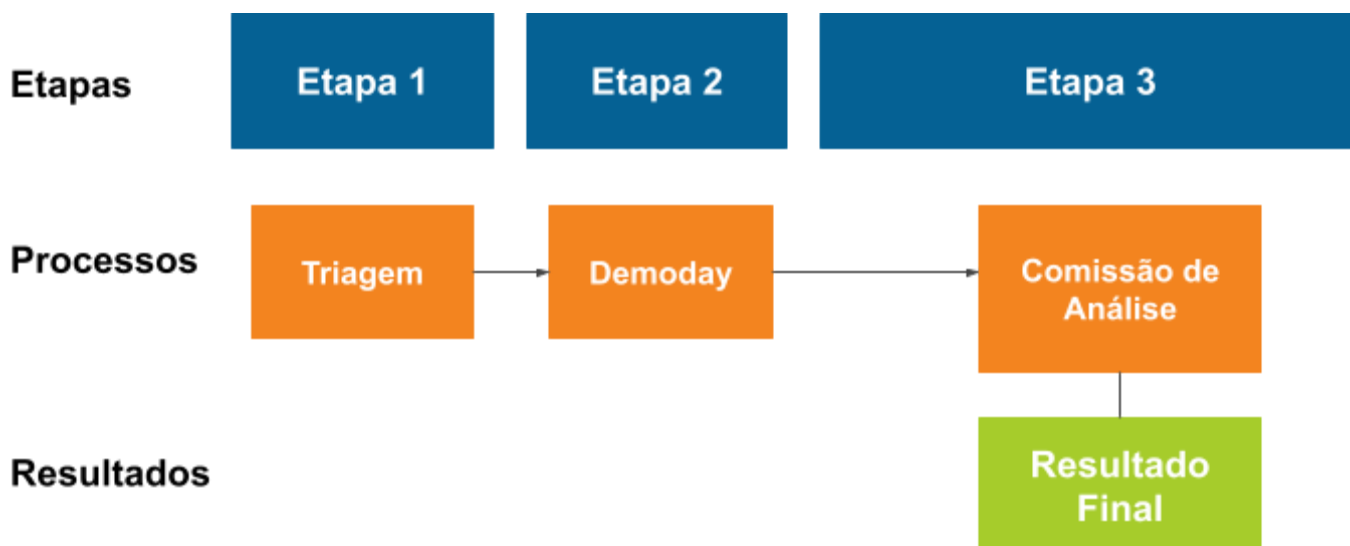 Etapas
Etapa 1
Etapa 2
Etapa 3
Processos
Triagem
Demoday
Comissão de
Análise
Resultados
Resultado
Final